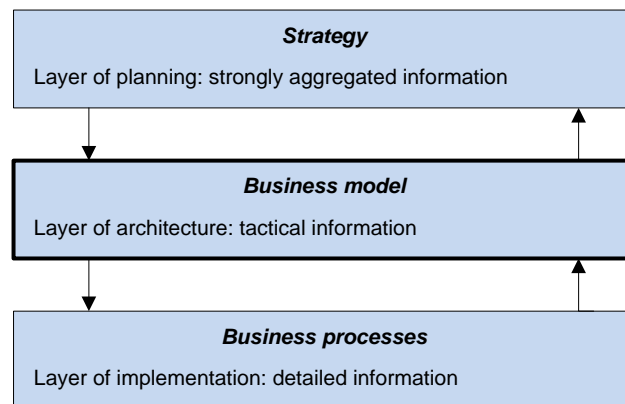 Strategy
Layer of planning: strongly aggregated information
Business model
Layer of architecture: tactical information
Business processes
Layer of implementation: detailed information